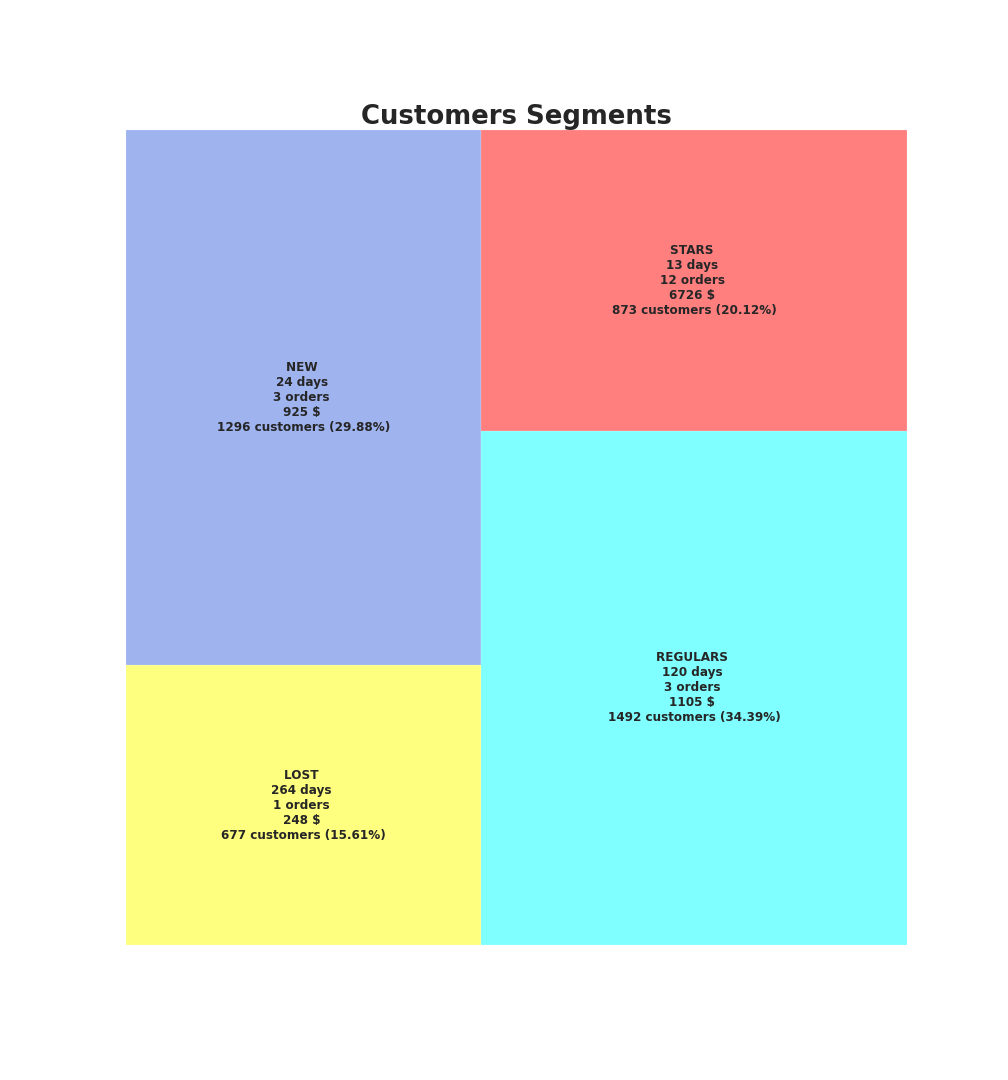 Customers Segments
NEW
24 days
3 orders
925 $
1296 customers (29.88%)
STARS
13 days
12 orders
6726 $
873 customers (20.12%)
LOST
264 days
1 orders
248 $
677 customers (15.61%)
REGULARS
120 days
3 orders
1105 $
1492 customers (34.39%)